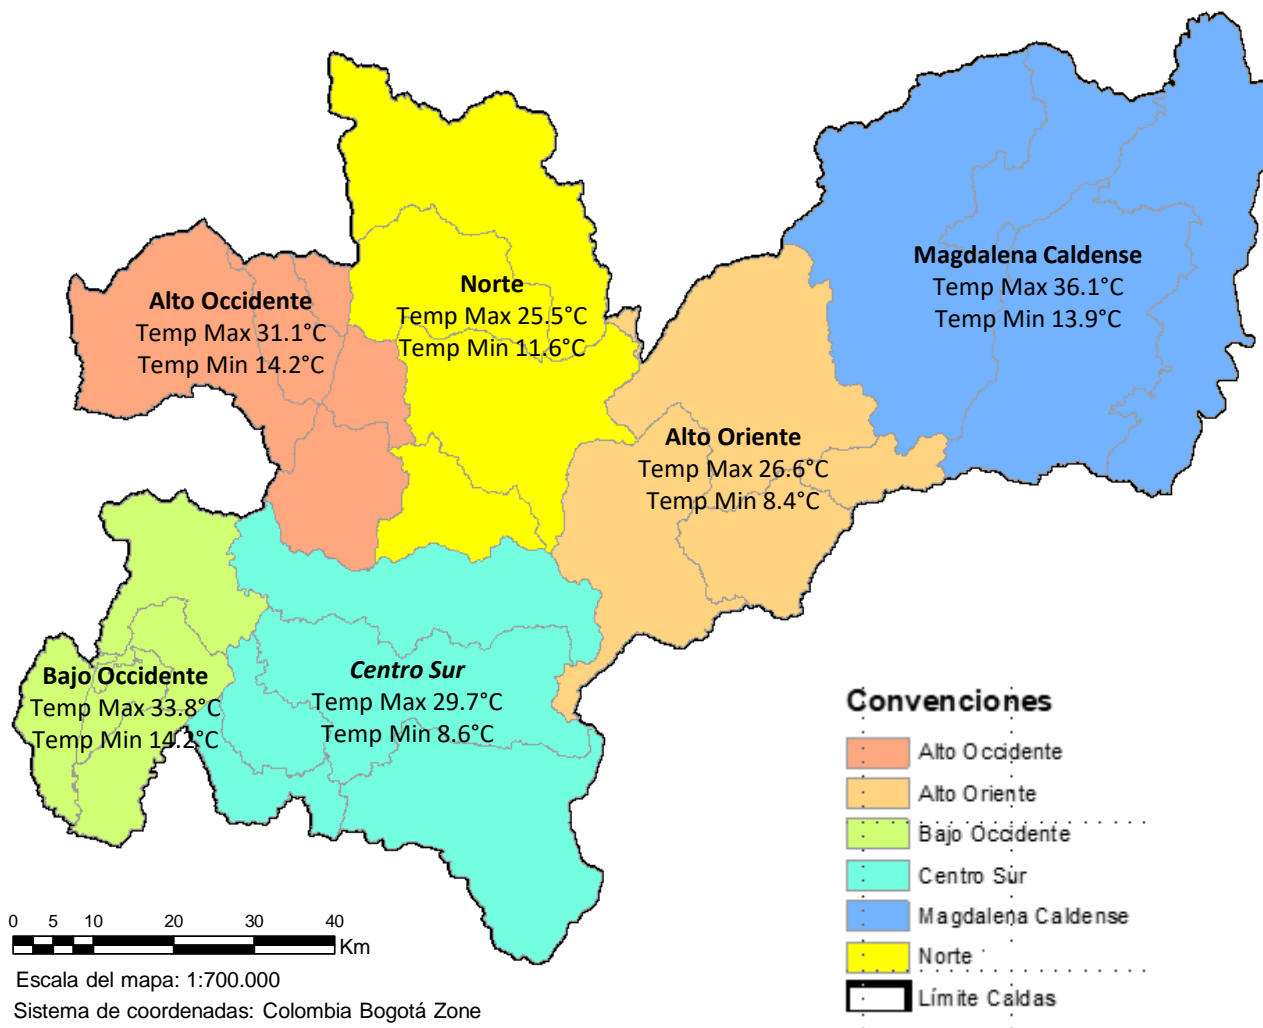 Magdalena Caldense
Temp Max 36.1°C
Temp Min 13.9°C
Norte
Temp Max 25.5°C
Temp Min 11.6°C
Alto Occidente
Temp Max 31.1°C
Temp Min 14.2°C
Alto Oriente
Temp Max 26.6°C
Temp Min 8.4°C
Bajo Occidente
Temp Max 33.8°C
Temp Min 14.2°C
Centro Sur
Temp Max 29.7°C
Temp Min 8.6°C
Convenciones
Alto Occidente
Alto Oriente
Bajo Occidente
Centro Sur
Magdalena Caldense
Norte
Límite Caldas
0 5 10 20 30 40
Km
Escala del mapa: 1:700.000
Sistema de coordenadas: Colombia Bogotá Zone